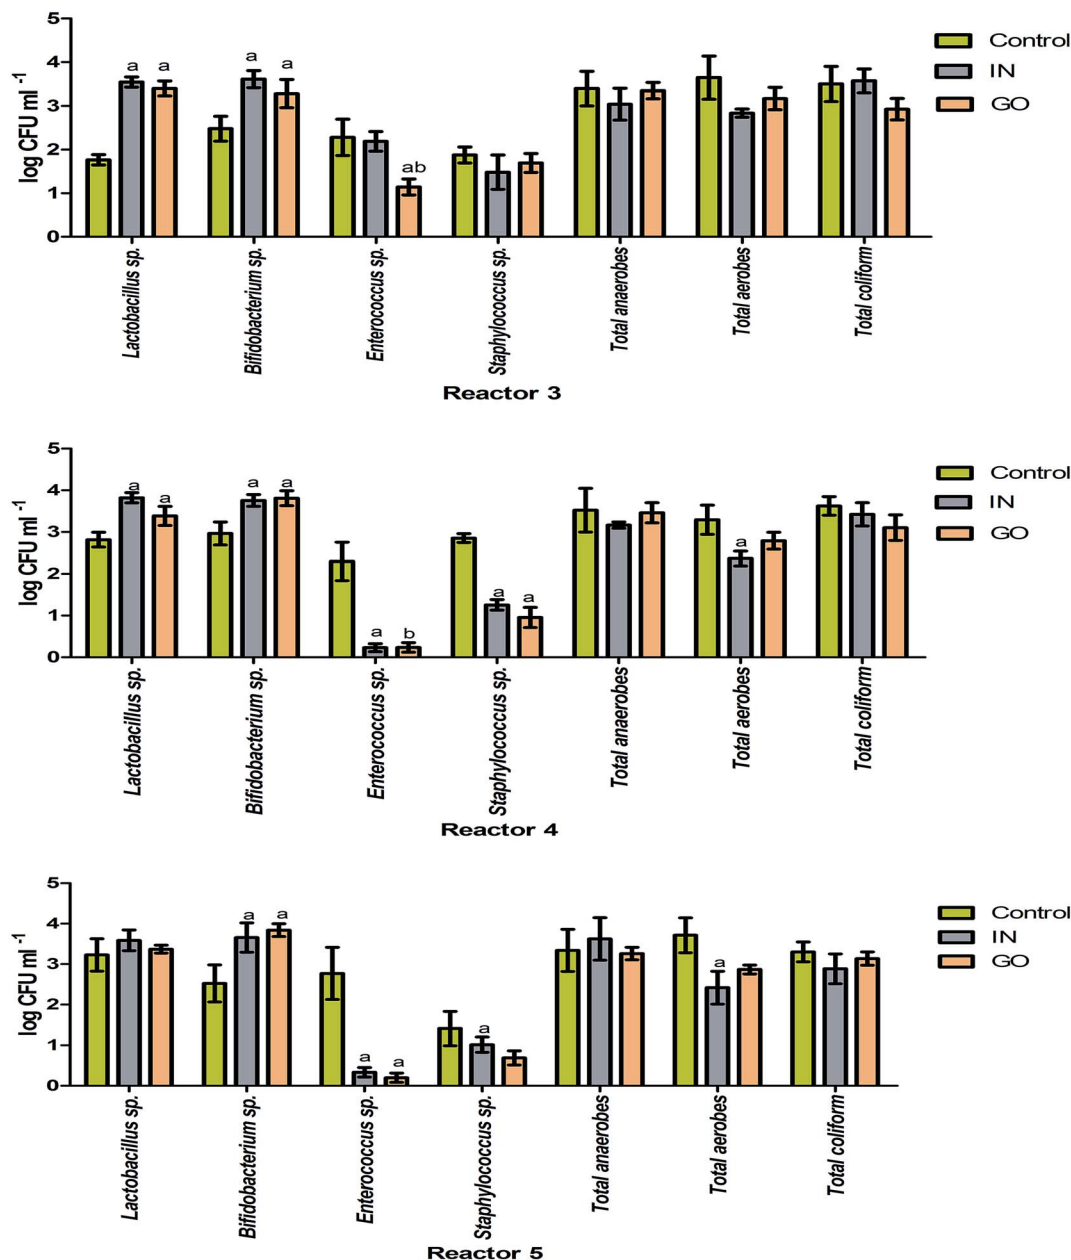 5
4
3
2
1
0
log CFU ml -1
a a
a a
ab
Control
IN
GO
Lactobacillus sp.
Bifidobacterium sp.
Enterococcus sp.
Staphylococcus sp.
Total anaerobes
Total aerobes
Total coliform
Reactor 3
5
4
3
2
1
0
log CFU ml -1
a a
a a
a b
a a
a
Control
IN
GO
Lactobacillus sp.
Bifidobacterium sp.
Enterococcus sp.
Staphylococcus sp.
Total anaerobes
Total aerobes
Total coliform
Reactor 4
5
4
3
2
1
0
log CFU ml -1
a a
a a
a
a
Control
IN
GO
Lactobacillus sp.
Bifidobacterium sp.
Enterococcus sp.
Staphylococcus sp.
Total anaerobes
Total aerobes
Total coliform
Reactor 5